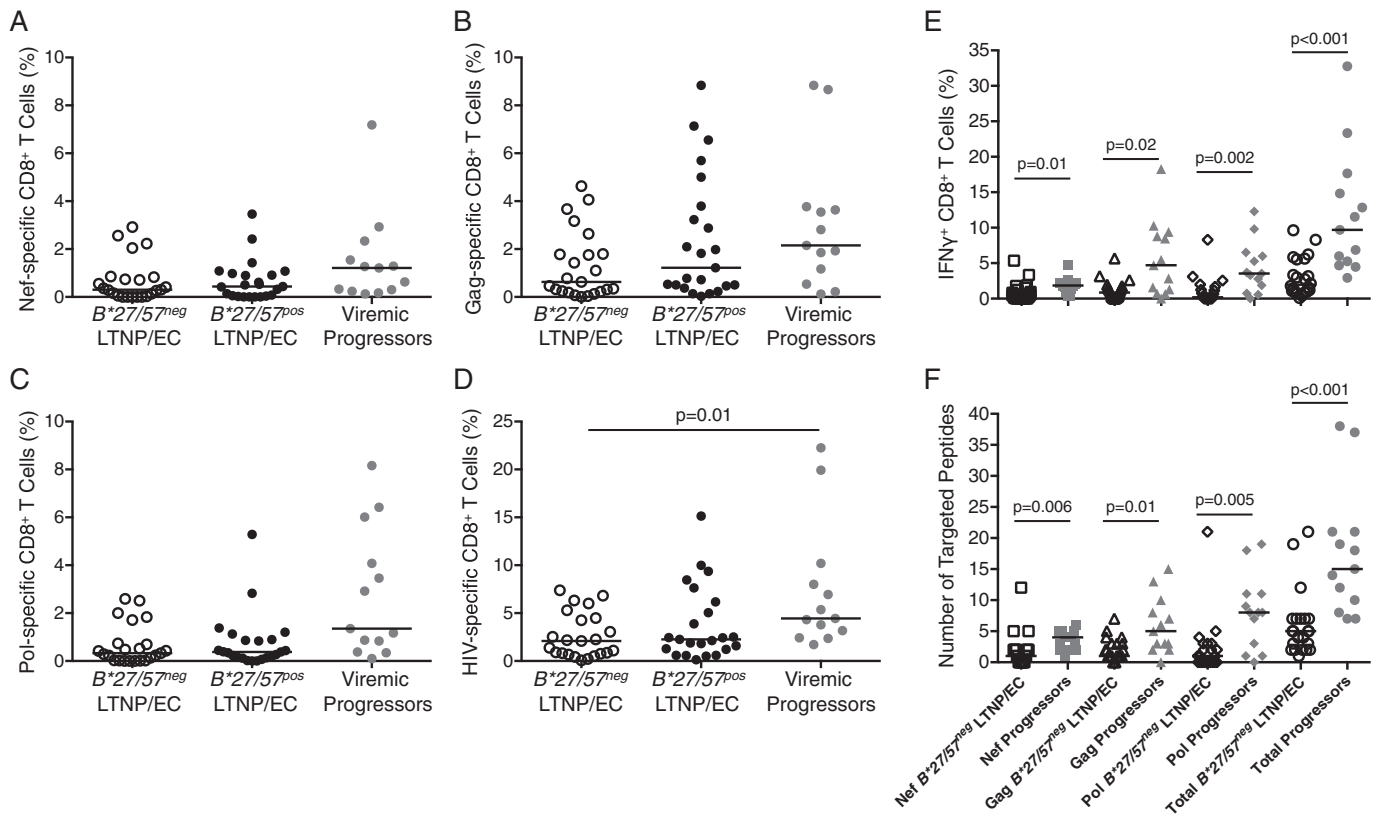 A
Nef-specific CD8⁺ T Cells (%)
10
8
6
4
2
0
B*27/57ⁿᵉᵍ
LTNP/EC
B*27/57ᵖᵒˢ
LTNP/EC
Viremic
Progressors
B
Gag-specific CD8⁺ T Cells (%)
10
8
6
4
2
0
B*27/57ⁿᵉᵍ
LTNP/EC
B*27/57ᵖᵒˢ
LTNP/EC
Viremic
Progressors
C
Pol-specific CD8⁺ T Cells (%)
10
8
6
4
2
0
B*27/57ⁿᵉᵍ
LTNP/EC
B*27/57ᵖᵒˢ
LTNP/EC
Viremic
Progressors
D
HIV-specific CD8⁺ T Cells (%)
25
20
15
10
5
0
p=0.01
B*27/57ⁿᵉᵍ
LTNP/EC
B*27/57ᵖᵒˢ
LTNP/EC
Viremic
Progressors
E
IFNγ⁺ CD8⁺ T Cells (%)
35
30
25
20
15
10
5
0
p=0.01
p=0.02
p=0.002
p<0.001
F
Number of Targeted Peptides
40
35
30
25
20
15
10
5
0
p=0.006
p=0.01
p=0.005
p<0.001
Nef B*27/57ⁿᵉᵍ LTNP/EC
Nef Progressors
Gag B*27/57ⁿᵉᵍ LTNP/EC
Gag Progressors
Pol B*27/57ⁿᵉᵍ LTNP/EC
Pol Progressors
Total B*27/57ⁿᵉᵍ LTNP/EC
Total Progressors